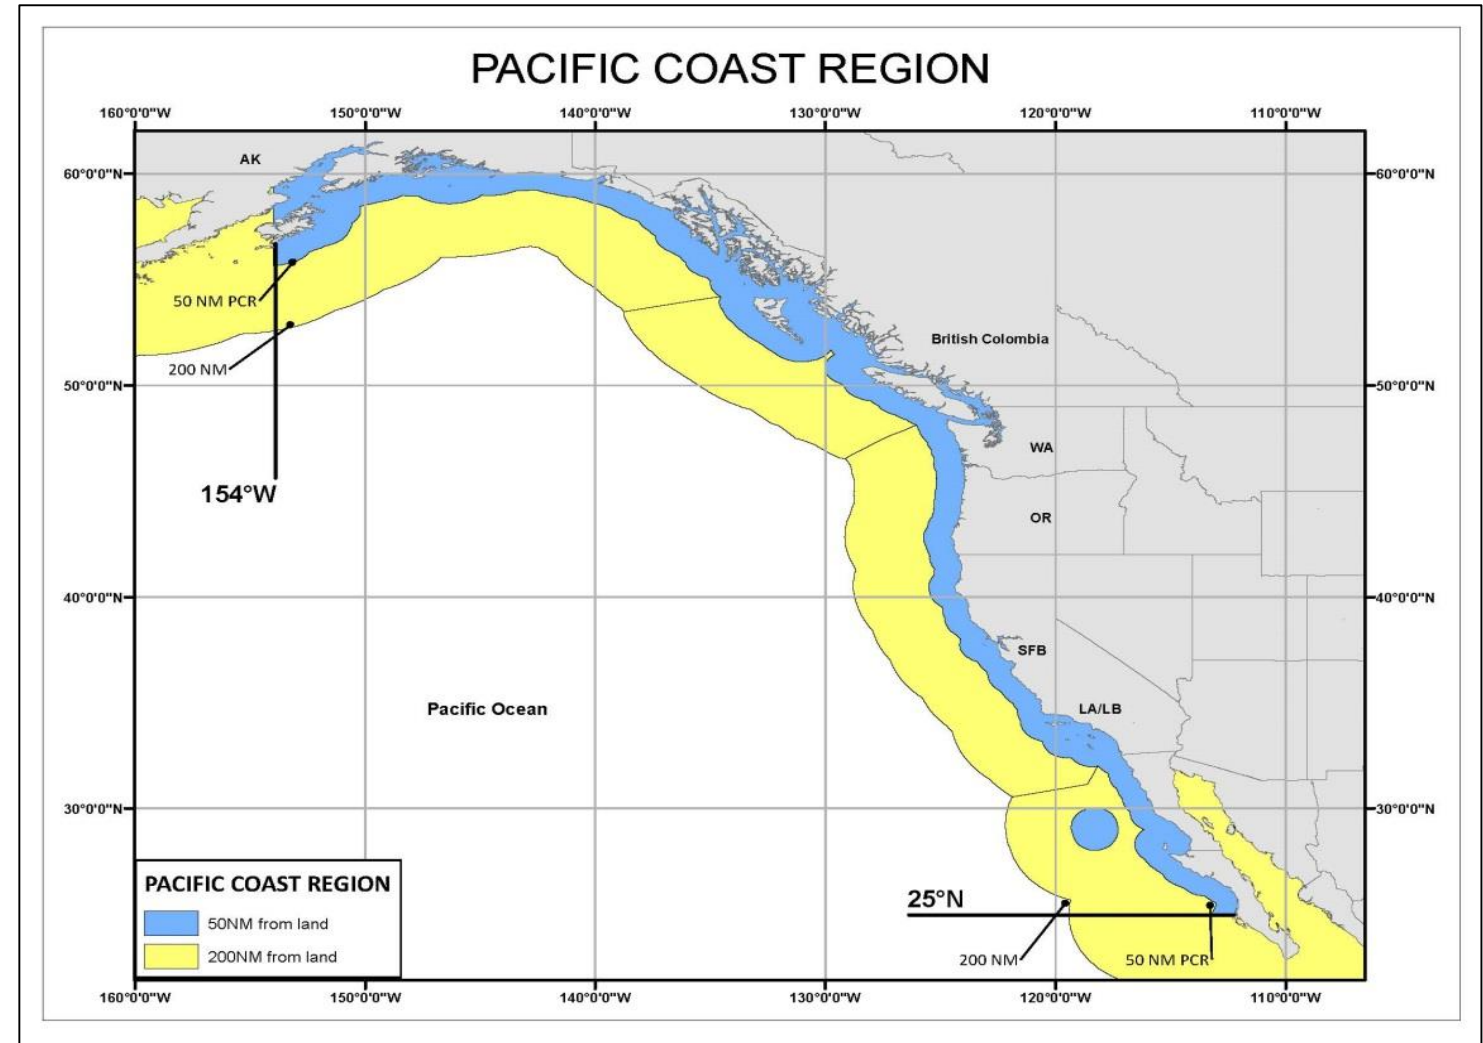 PACIFIC COAST REGION
160°0'0"W 150°0'0"W 140°0'0"W 130°0'0"W 120°0'0"W 110°0'0"W
AK
60°0'0"N 60°0'0"N
50 NM PCR
British Colombia
200 NM
50°0'0"N 50°0'0"N
WA
154°W
OR
40°0'0"N 40°0'0"N
SFB
Pacific Ocean
LA/LB
30°0'0"N 30°0'0"N
PACIFIC COAST REGION
50NM from land
200NM from land
25°N
200 NM
50 NM PCR
160°0'0"W 150°0'0"W 140°0'0"W 130°0'0"W 120°0'0"W 110°0'0"W